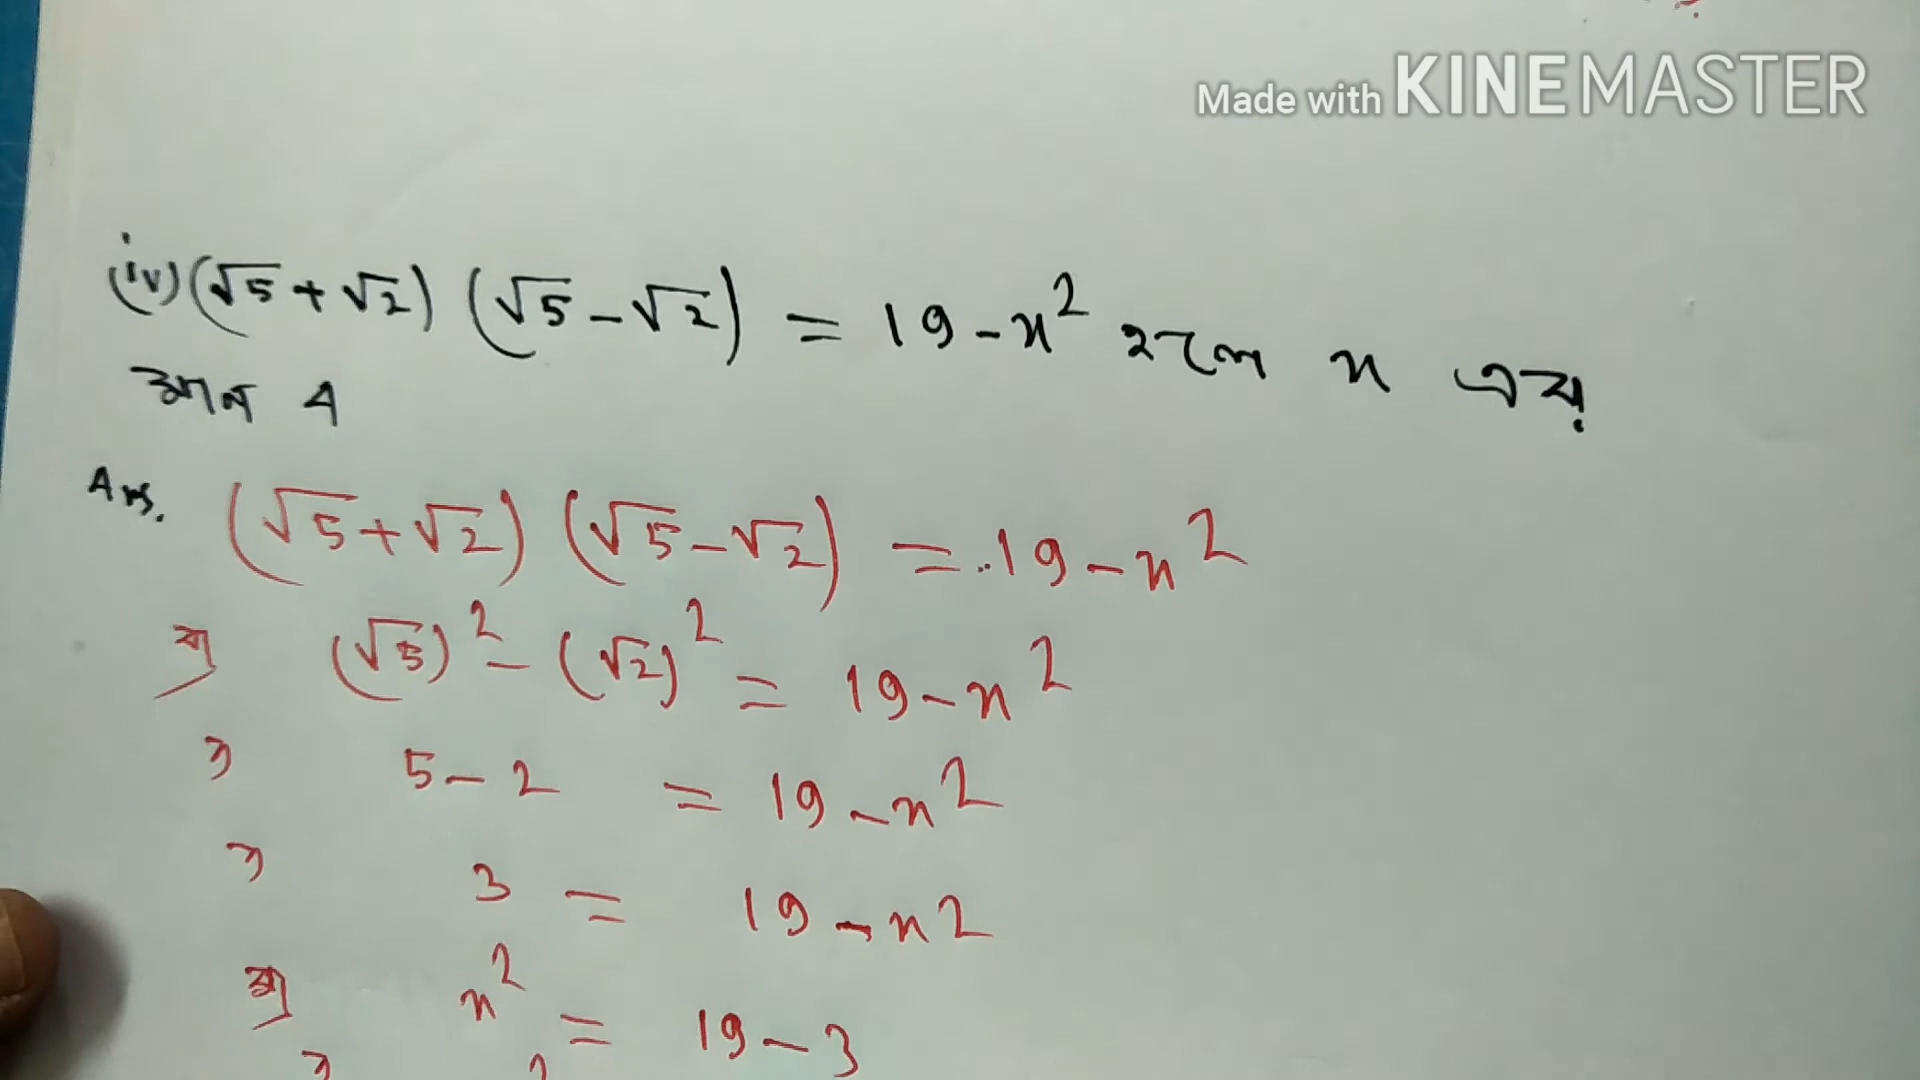 Made with KINEMASTER
(iv) (√5 + √2) (√5 - √2) = 19 - x² হলে x এর
মান 4
Ans. (√5 + √2) (√5 - √2) = 19 - x²
বা (√5)² - (√2)² = 19 - x²
" 5 - 2 = 19 - x²
" 3 = 19 - x2
বা x² = 19 - 3